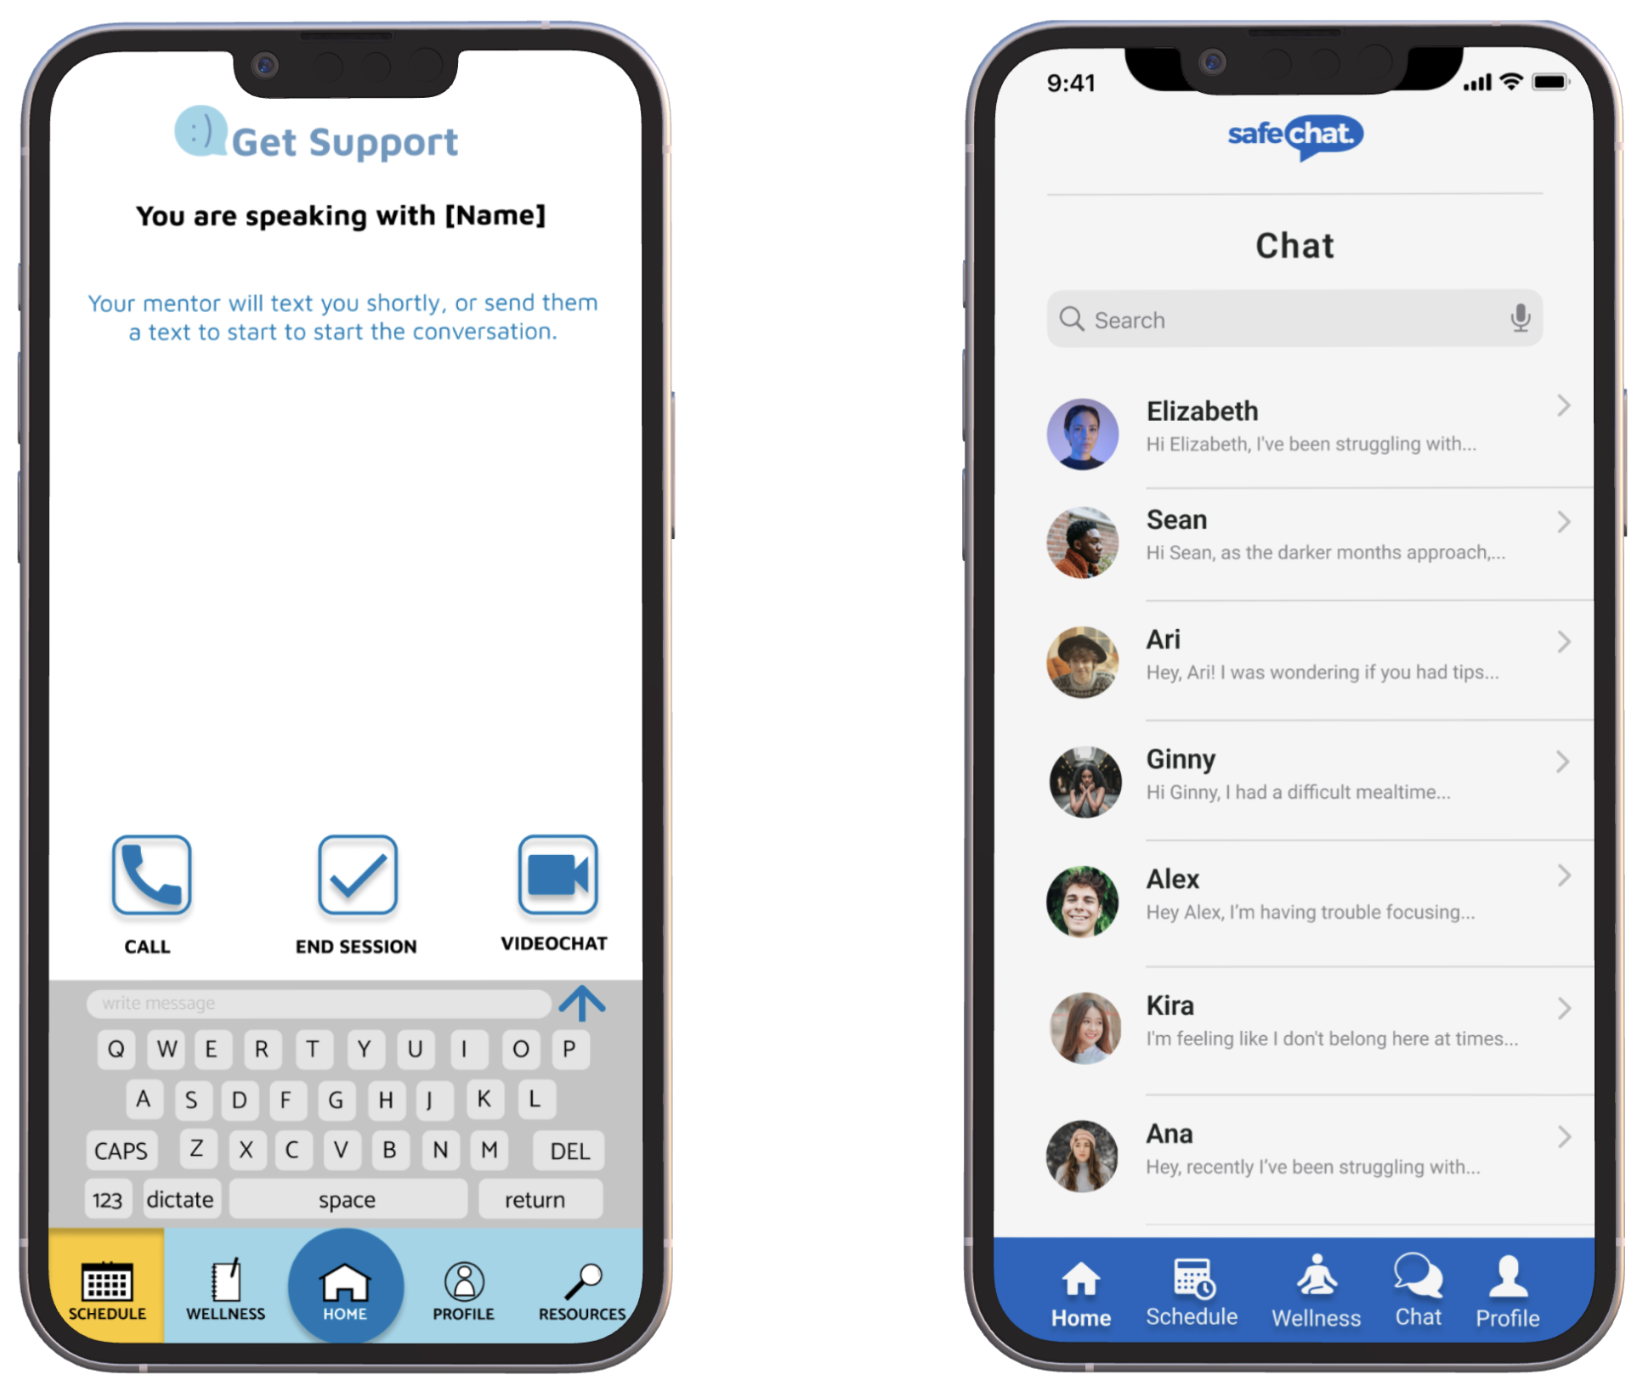 :) Get Support
You are speaking with [Name]
Your mentor will text you shortly, or send them
a text to start to start the conversation.
CALL
END SESSION
VIDEOCHAT
write message
Q W E R T Y U I O P
A S D F G H J K L
CAPS Z X C V B N M DEL
123 dictate space return
SCHEDULE
WELLNESS
HOME
PROFILE
RESOURCES
9:41
safechat.
Chat
Search
Elizabeth
Hi Elizabeth, I've been struggling with...
Sean
Hi Sean, as the darker months approach,...
Ari
Hey, Ari! I was wondering if you had tips...
Ginny
Hi Ginny, I had a difficult mealtime...
Alex
Hey Alex, I'm having trouble focusing...
Kira
I'm feeling like I don't belong here at times...
Ana
Hey, recently I've been struggling with...
Home
Schedule
Wellness
Chat
Profile